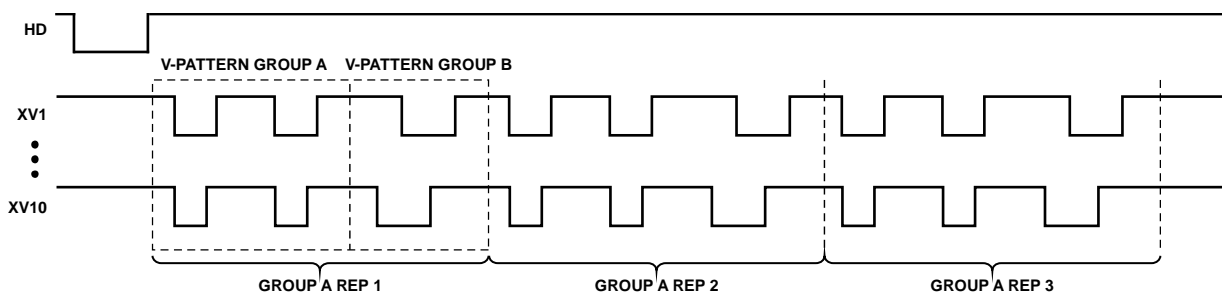 HD
V-PATTERN GROUP A V-PATTERN GROUP B
XV1
XV10
GROUP A REP 1 GROUP A REP 2 GROUP A REP 3